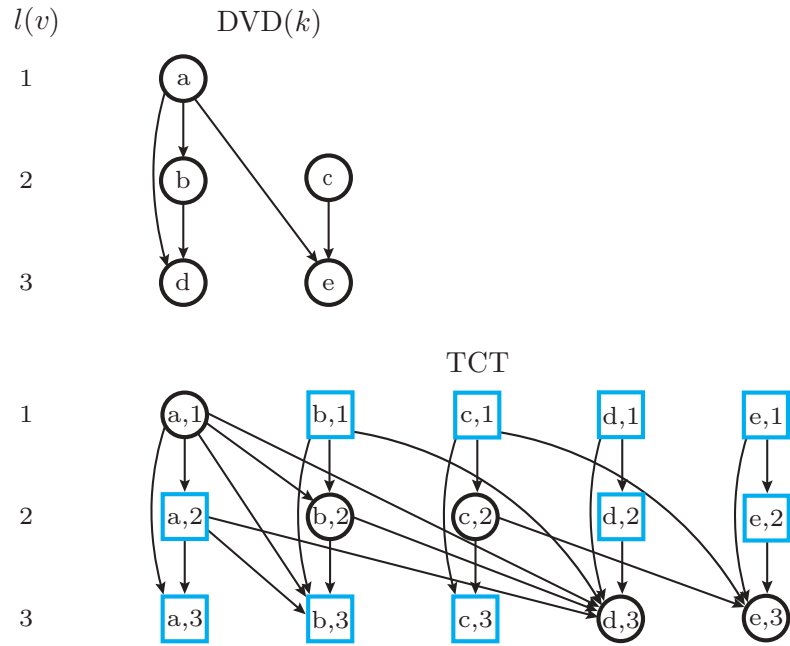 l(v) DVD(k)
1 a
2 b c
3 d e
TCT
1 a,1 b,1 c,1 d,1 e,1
2 a,2 b,2 c,2 d,2 e,2
3 a,3 b,3 c,3 d,3 e,3